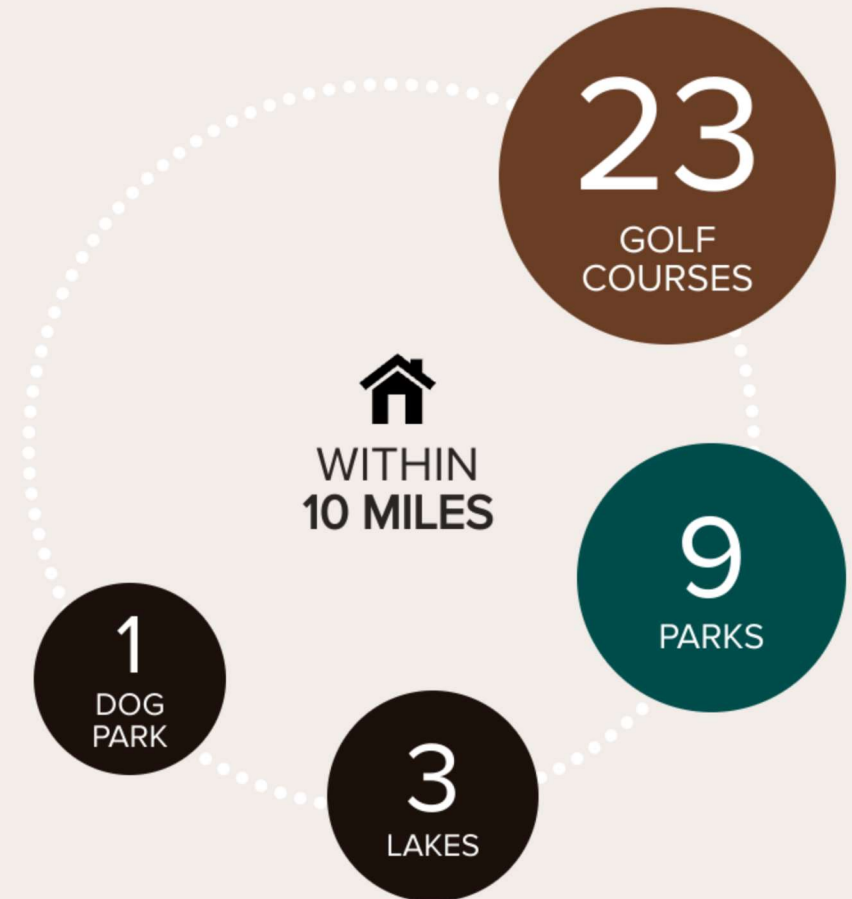 23
GOLF
COURSES
WITHIN
10 MILES
9
PARKS
1
DOG
PARK
3
LAKES